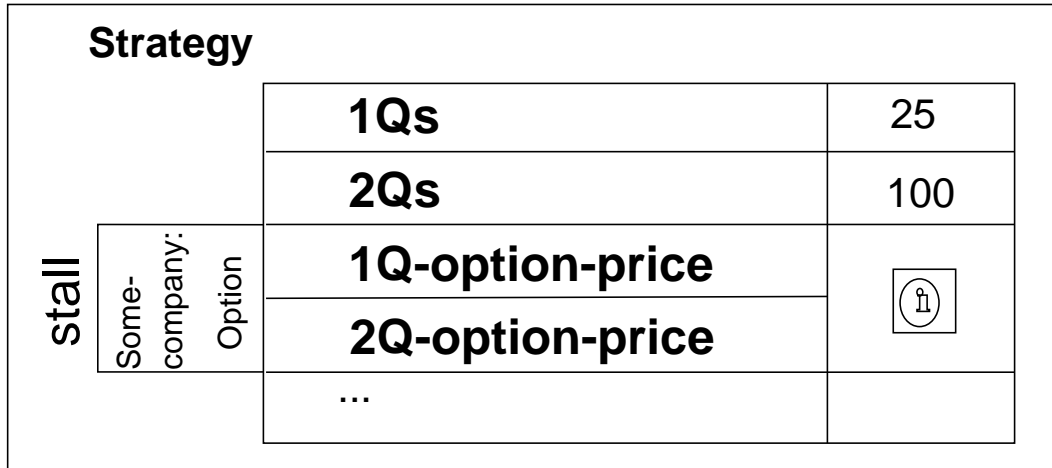 Strategy
1Qs
25
2Qs
100
stall
Some-
company:
Option
1Q-option-price
2Q-option-price
i
...